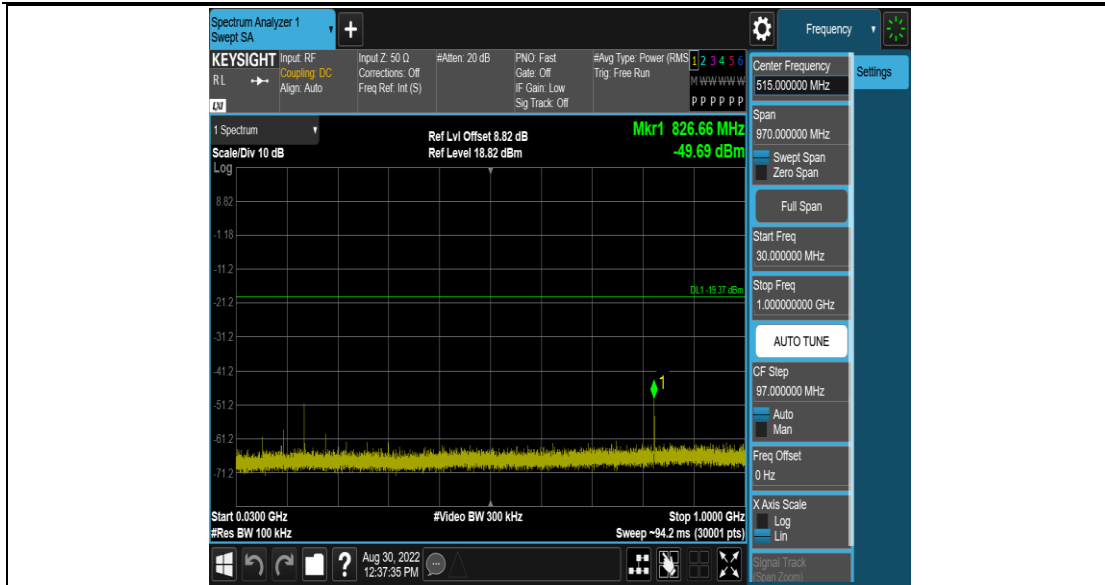 Spectrum Analyzer 1
Swept SA
+
Frequency
KEYSIGHT
RL
LXI
Input: RF
Coupling: DC
Align: Auto
Input Z: 50 Ω
Corrections: Off
Freq Ref: Int (S)
#Atten: 20 dB
PNO: Fast
Gate: Off
IF Gain: Low
Sig Track: Off
#Avg Type: Power (RMS
Trig: Free Run
1 2 3 4 5 6
M W W W W W
P P P P P P
1 Spectrum
Scale/Div 10 dB
Log
Ref Lvl Offset 8.82 dB
Ref Level 18.82 dBm
Mkr1 826.66 MHz
-49.69 dBm
8.82
-1.18
-11.2
DL1 -19.37 dBm
-21.2
-31.2
-41.2
1
-51.2
-61.2
-71.2
Start 0.0300 GHz
#Res BW 100 kHz
#Video BW 300 kHz
Stop 1.0000 GHz
Sweep ~94.2 ms (30001 pts)
?
Aug 30, 2022
12:37:35 PM
Center Frequency
515.000000 MHz
Span
970.000000 MHz
Swept Span
Zero Span
Full Span
Start Freq
30.000000 MHz
Stop Freq
1.000000000 GHz
AUTO TUNE
CF Step
97.000000 MHz
Auto
Man
Freq Offset
0 Hz
X Axis Scale
Log
Lin
Signal Track
(Span Zoom)
Settings